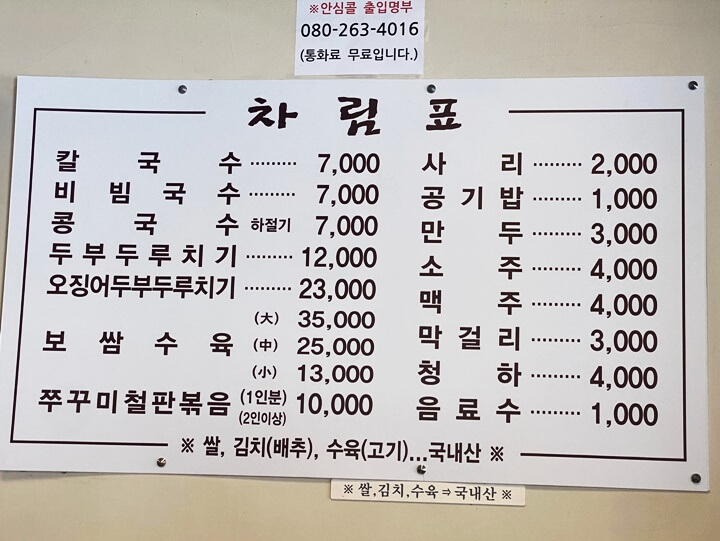 ※안심콜 출입명부
080-263-4016
(통화료 무료입니다.)
차림표
칼국수 ········· 7,000
비빔국수 ········· 7,000
콩국수 하절기 7,000
두부두루치기 ········· 12,000
오징어두부두루치기 ········· 23,000
보쌈수육 (大) 35,000
(中) 25,000
(小) 13,000
쭈꾸미철판볶음 (1인분) 10,000
(2인이상)
사리 ········· 2,000
공기밥 ········· 1,000
만두 ········· 3,000
소주 ········· 4,000
맥주 ········· 4,000
막걸리 ········· 3,000
청하 ········· 4,000
음료수 ········· 1,000
※ 쌀, 김치(배추), 수육(고기)...국내산 ※
※ 쌀,김치,수육⇒국내산 ※